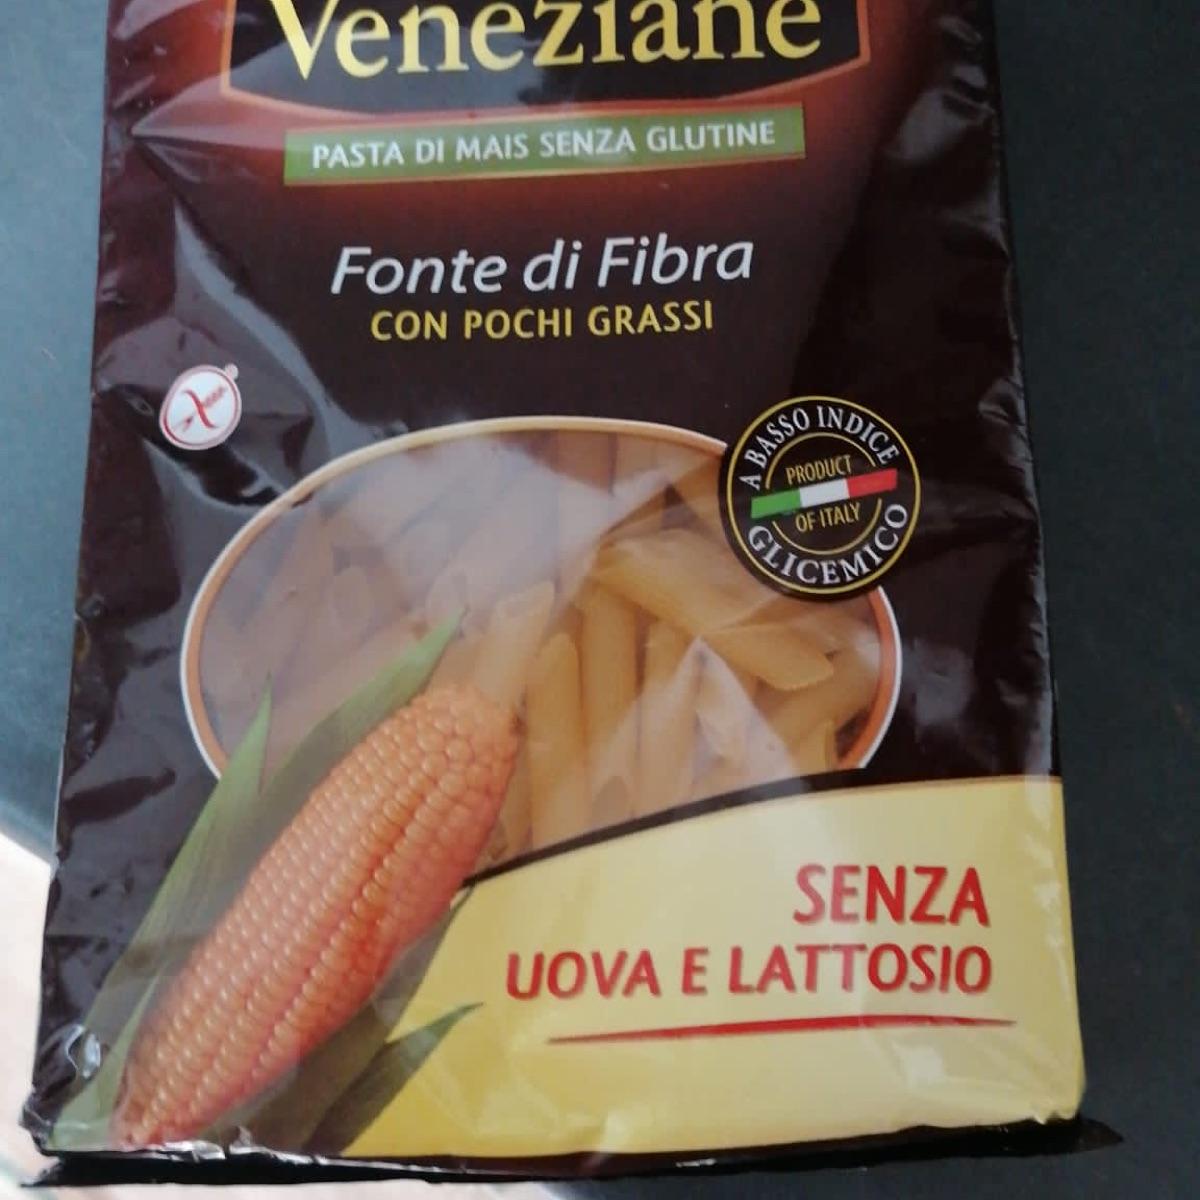 Veneziane
PASTA DI MAIS SENZA GLUTINE
Fonte di Fibra
CON POCHI GRASSI
A BASSO INDICE
PRODUCT
OF ITALY
GLICEMICO
SENZA
UOVA E LATTOSIO